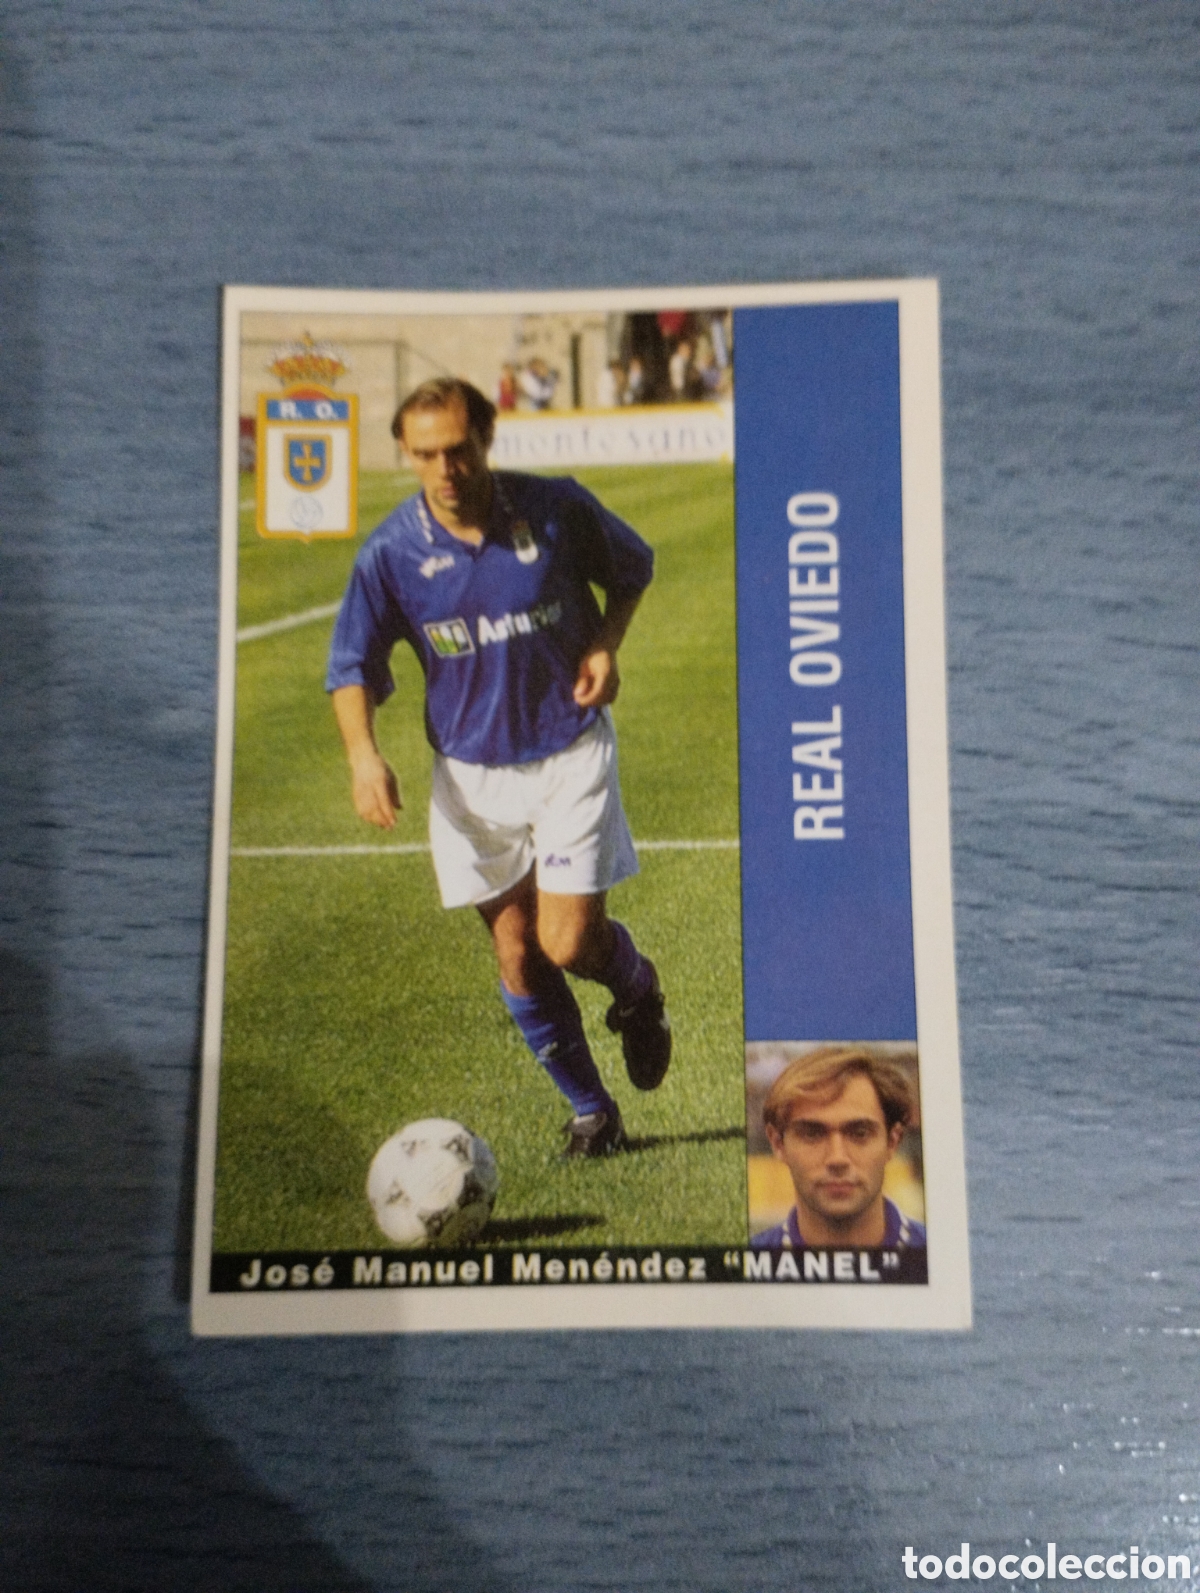 R. O.
montesano
Asturias
REAL OVIEDO
José Manuel Menéndez “MANEL”
todocoleccion